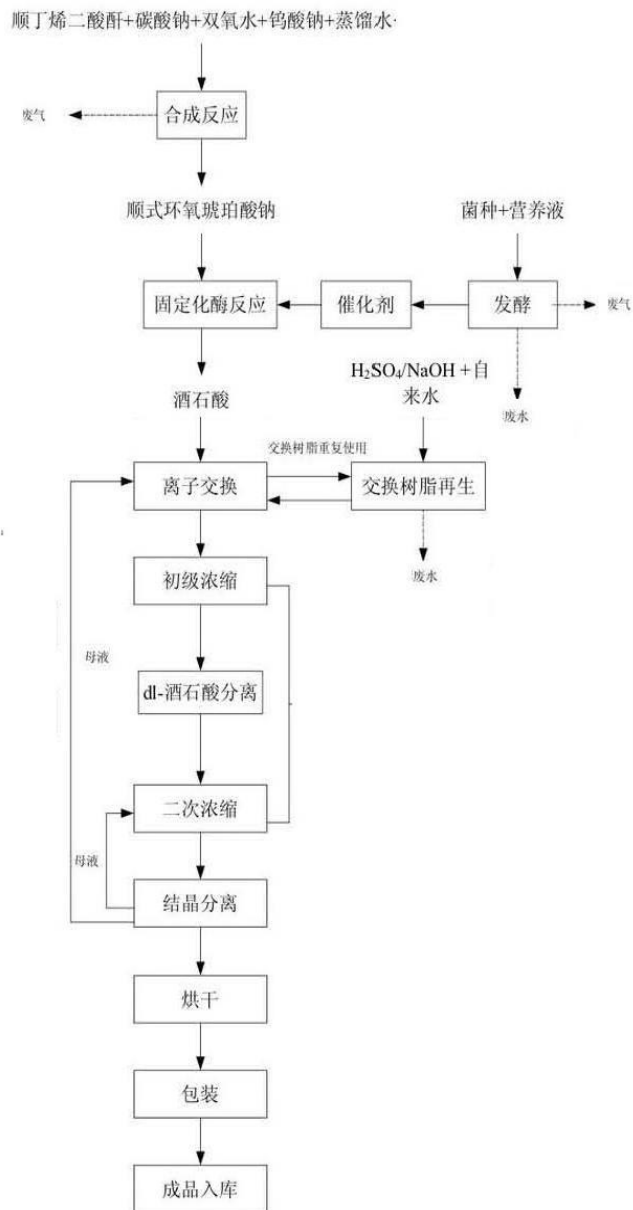 顺丁烯二酸酐+碳酸钠+双氧水+钨酸钠+蒸馏水·
废气
合成反应
顺式环氧琥珀酸钠
菌种+营养液
固定化酶反应
催化剂
发酵
废气
H₂SO₄/NaOH +自
来水
废水
酒石酸
交换树脂重复使用
离子交换
交换树脂再生
废水
初级浓缩
母液
dl-酒石酸分离
二次浓缩
母液
结晶分离
烘干
包装
成品入库